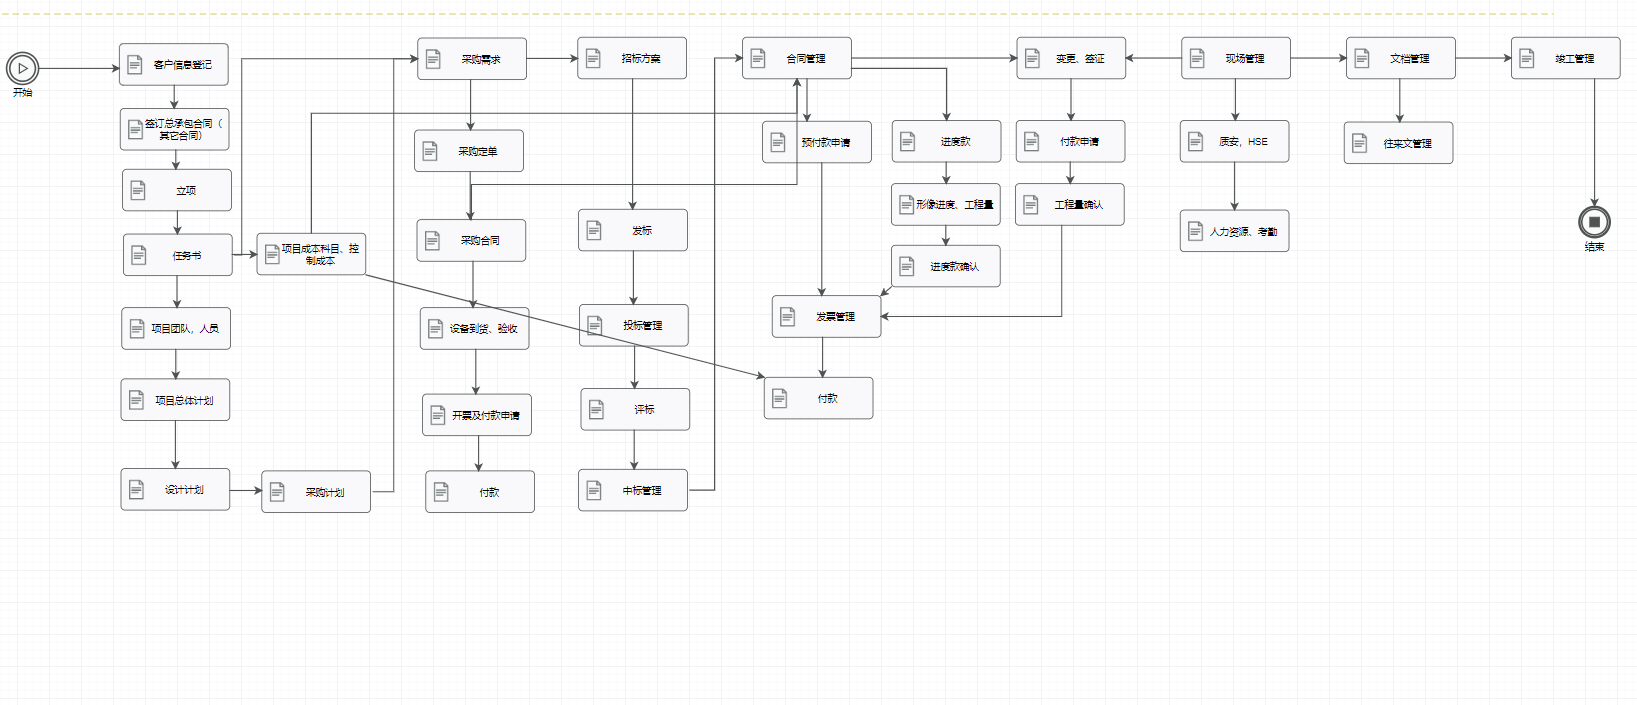 开始
客户信息登记
签订总承包合同（
其它合同）
立项
任务书
项目团队，人员
项目总体计划
设计计划
项目成本科目、控
制成本
采购计划
采购需求
采购定单
采购合同
设备到货、验收
开票及付款申请
付款
招标方案
发标
投标管理
评标
中标管理
合同管理
预付款申请
发票管理
付款
进度款
形像进度、工程量
进度款确认
变更、签证
付款申请
工程量确认
现场管理
质安，HSE
人力资源、考勤
文档管理
往来文管理
竣工管理
结束